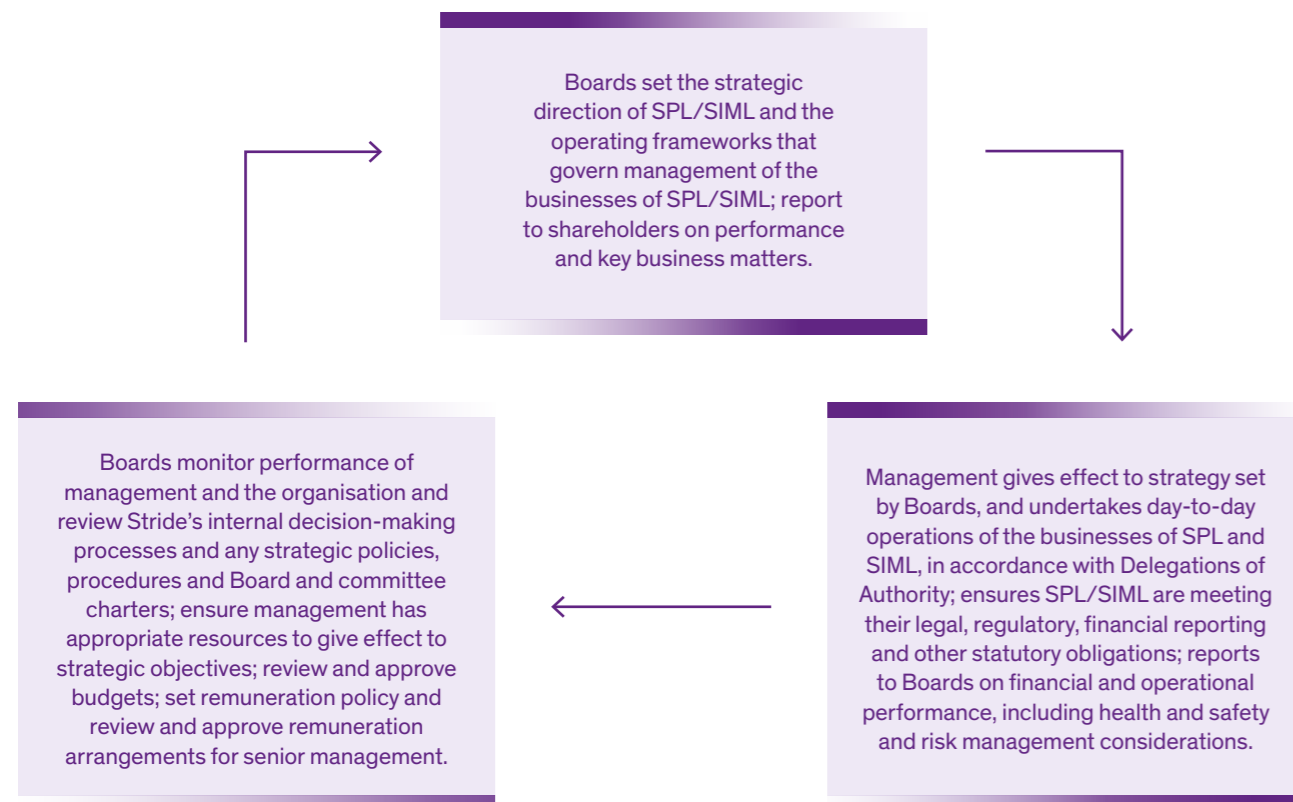 Boards set the strategic
direction of SPL/SIML and the
operating frameworks that
govern management of the
businesses of SPL/SIML; report
to shareholders on performance
and key business matters.
Boards monitor performance of
management and the organisation and
review Stride’s internal decision-making
processes and any strategic policies,
procedures and Board and committee
charters; ensure management has
appropriate resources to give effect to
strategic objectives; review and approve
budgets; set remuneration policy and
review and approve remuneration
arrangements for senior management.
Management gives effect to strategy set
by Boards, and undertakes day-to-day
operations of the businesses of SPL and
SIML, in accordance with Delegations of
Authority; ensures SPL/SIML are meeting
their legal, regulatory, financial reporting
and other statutory obligations; reports
to Boards on financial and operational
performance, including health and safety
and risk management considerations.